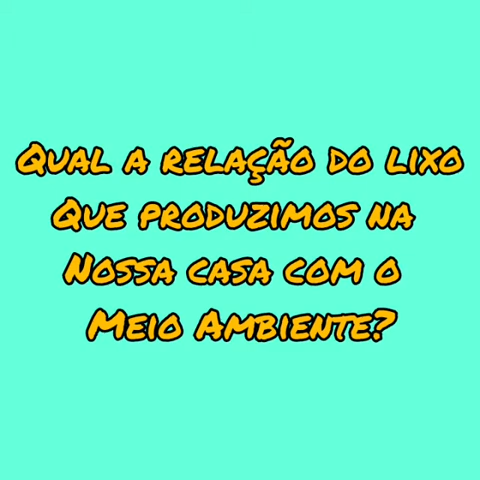 Qual a relação do lixo
Que produzimos na
Nossa casa com o
Meio Ambiente?